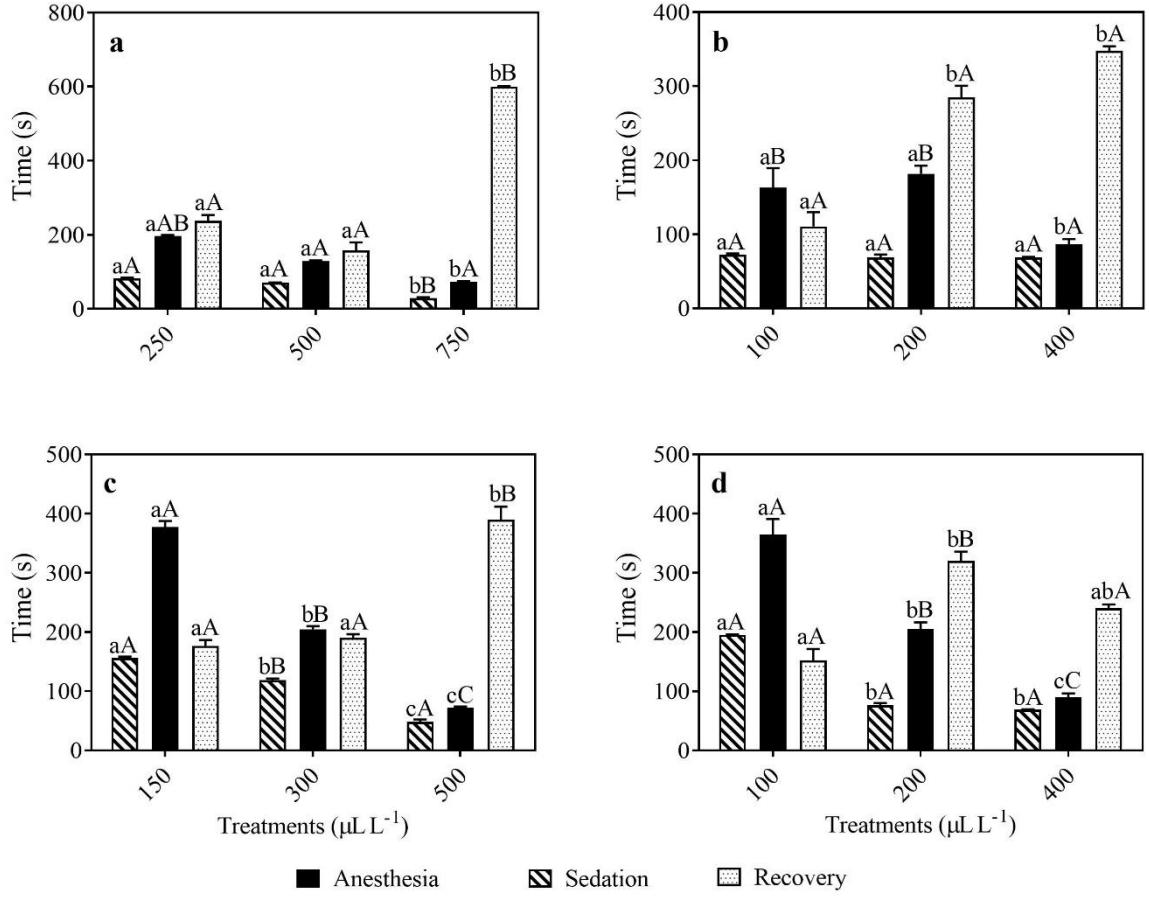 a
800
600
400
200
0
Time (s)
aA
aAB
aA
aA
aA
aA
bB
bA
bB
250
500
750
b
400
300
200
100
0
Time (s)
aA
aB
aA
aA
aB
bA
aA
bA
bA
100
200
400
c
500
400
300
200
100
0
Time (s)
aA
aA
aA
bB
bB
aA
cA
cC
bB
150
300
500
Treatments (µL L⁻¹)
d
500
400
300
200
100
0
Time (s)
aA
aA
aA
bA
bB
bB
bA
cC
abA
100
200
400
Treatments (µL L⁻¹)
Anesthesia
Sedation
Recovery